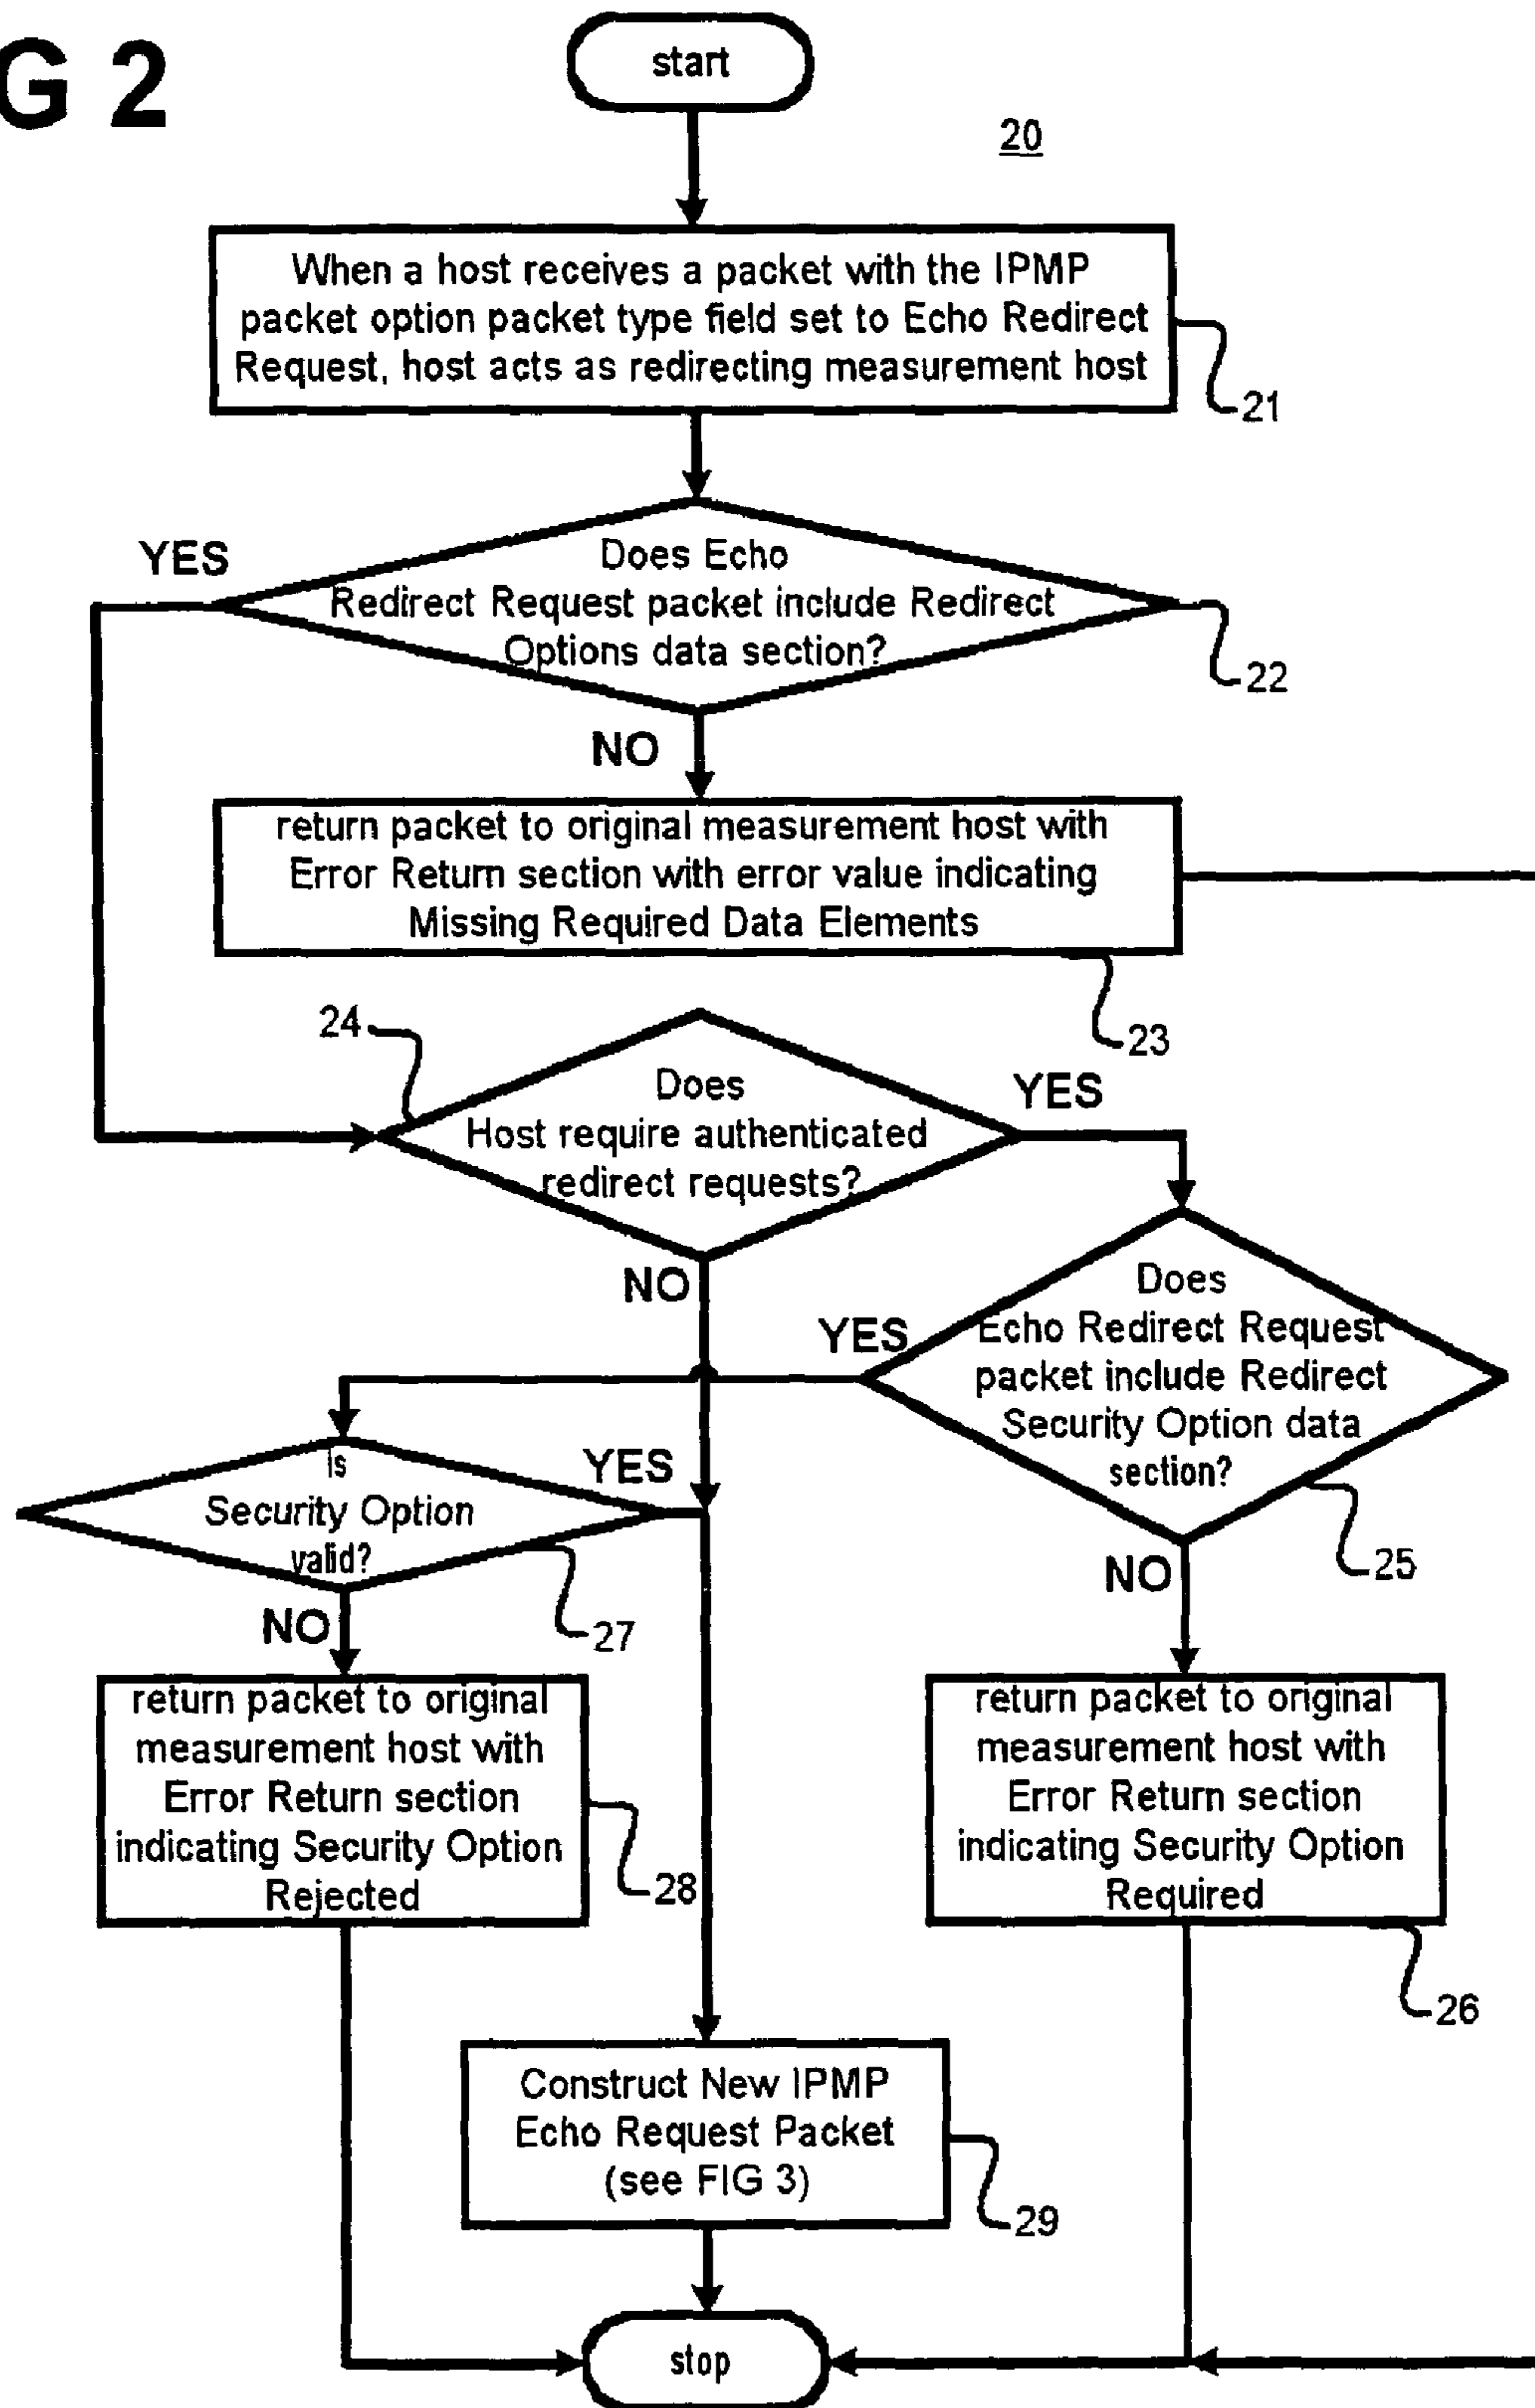 G 2
start
20
When a host receives a packet with the IPMP
packet option packet type field set to Echo Redirect
Request, host acts as redirecting measurement host
21
YES
Does Echo
Redirect Request packet include Redirect
Options data section?
22
NO
return packet to original measurement host with
Error Return section with error value indicating
Missing Required Data Elements
23
24
Does
Host require authenticated
redirect requests?
YES
NO
Does
Echo Redirect Request
packet include Redirect
Security Option data
section?
YES
25
NO
Is
Security Option
valid?
YES
27
NO
return packet to original
measurement host with
Error Return section
indicating Security Option
Rejected
28
return packet to original
measurement host with
Error Return section
indicating Security Option
Required
26
Construct New IPMP
Echo Request Packet
(see FIG 3)
29
stop